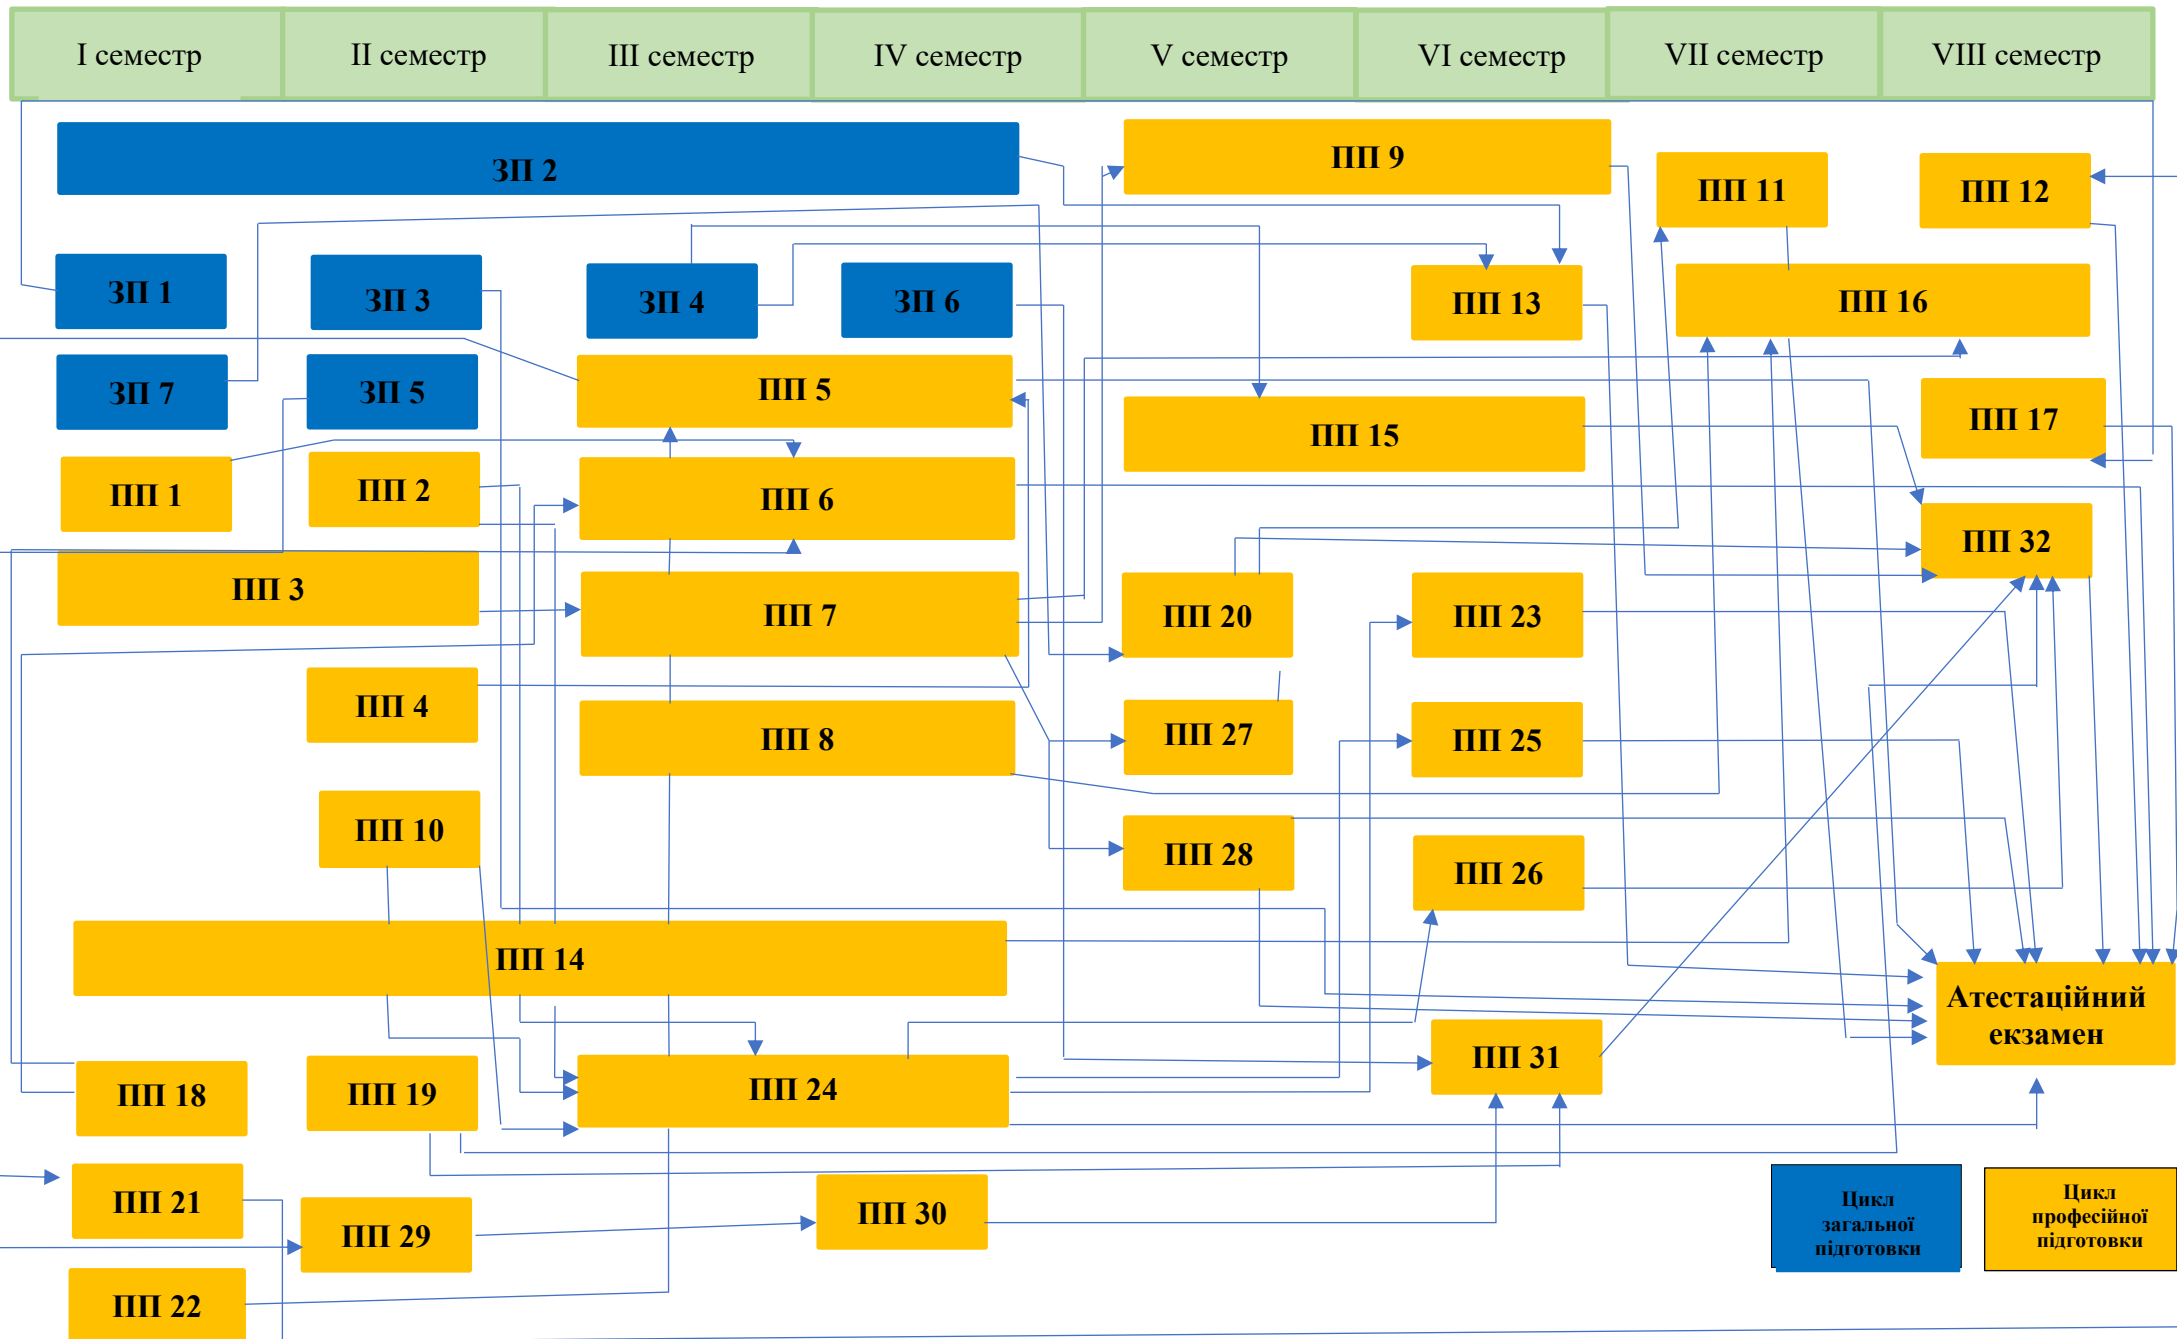 I семестр
II семестр
III семестр
IV семестр
V семестр
VI семестр
VII семестр
VIII семестр
ЗП 2
ПП 9
ПП 11
ПП 12
ЗП 1
ЗП 3
ЗП 4
ЗП 6
ПП 13
ПП 16
ЗП 7
ЗП 5
ПП 5
ПП 15
ПП 17
ПП 1
ПП 2
ПП 6
ПП 32
ПП 3
ПП 7
ПП 20
ПП 23
ПП 4
ПП 8
ПП 27
ПП 25
ПП 10
ПП 28
ПП 26
ПП 14
Атестаційний
екзамен
ПП 18
ПП 19
ПП 24
ПП 31
ПП 21
ПП 29
ПП 30
ПП 22
Цикл
загальної
підготовки
Цикл
професійної
підготовки